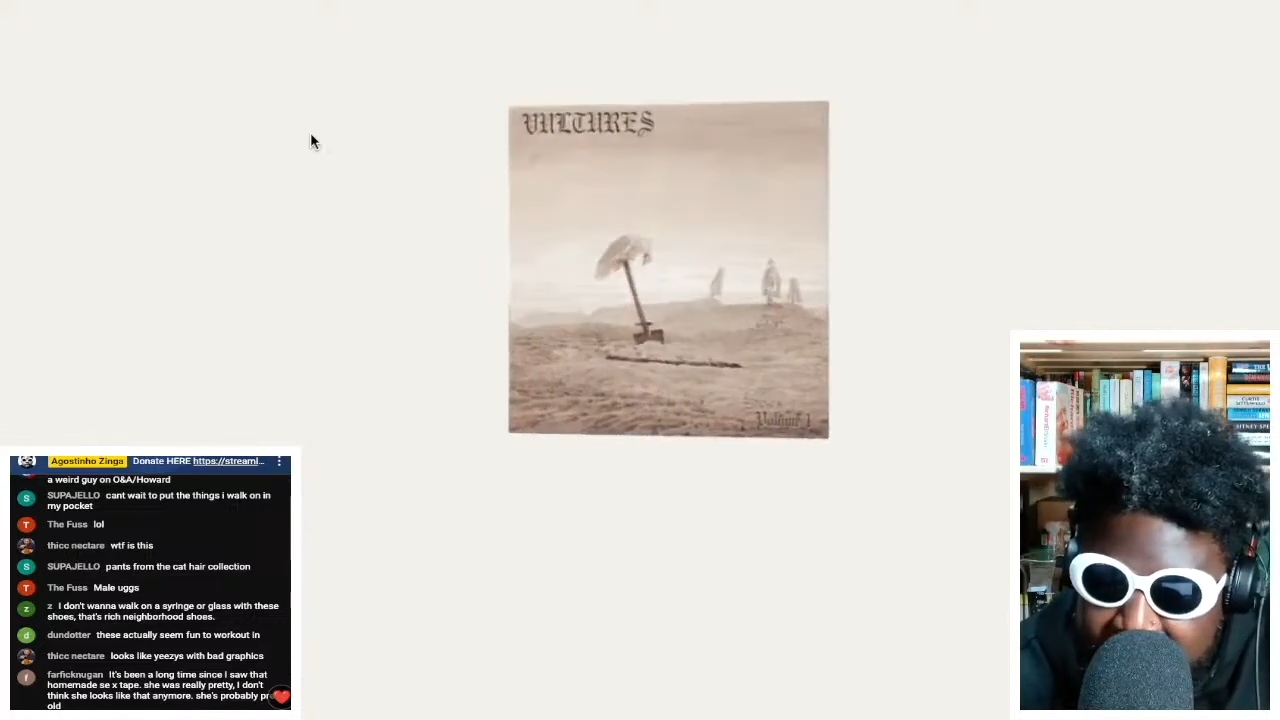 VULTURES
Volume 1
Agostinho Zinga Donate HERE https://streaml...
a weird guy on O&A/Howard
SUPAJELLO cant wait to put the things i walk on in
my pocket
The Fuss lol
thicc nectare wtf is this
SUPAJELLO pants from the cat hair collection
The Fuss Male uggs
z I don't wanna walk on a syringe or glass with these
shoes, that's rich neighborhood shoes.
dundotter these actually seem fun to workout in
thicc nectare looks like yeezys with bad graphics
farficknugan It's been a long time since I saw that
homemade se x tape. she was really pretty, I don't
think she looks like that anymore. she's probably
old